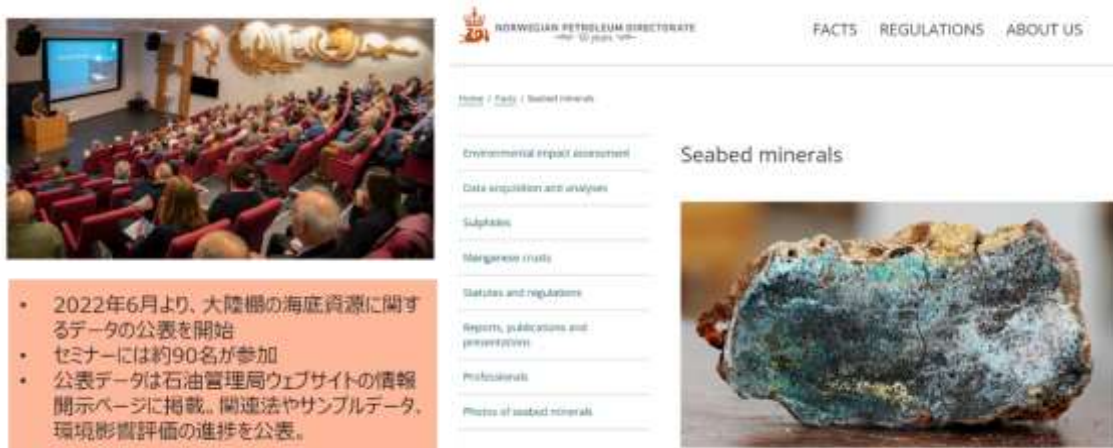 • 2022年6月より、大陸棚の海底資源に関す
るデータの公表を開始
• セミナーには約90名が参加
• 公表データは石油管理局ウェブサイトの情報
開示ページに掲載。関連法やサンプルデータ、
環境影響評価の進捗を公表。
NORWEGIAN PETROLEUM DIRECTORATE
50 years
FACTS REGULATIONS ABOUT US
Home / Facts / Seabed minerals
Environmental impact assessment
Data acquisition and analyses
Sulphides
Manganese crusts
Statutes and regulations
Reports, publications and
presentations
Professionals
Photos of seabed minerals
Seabed minerals